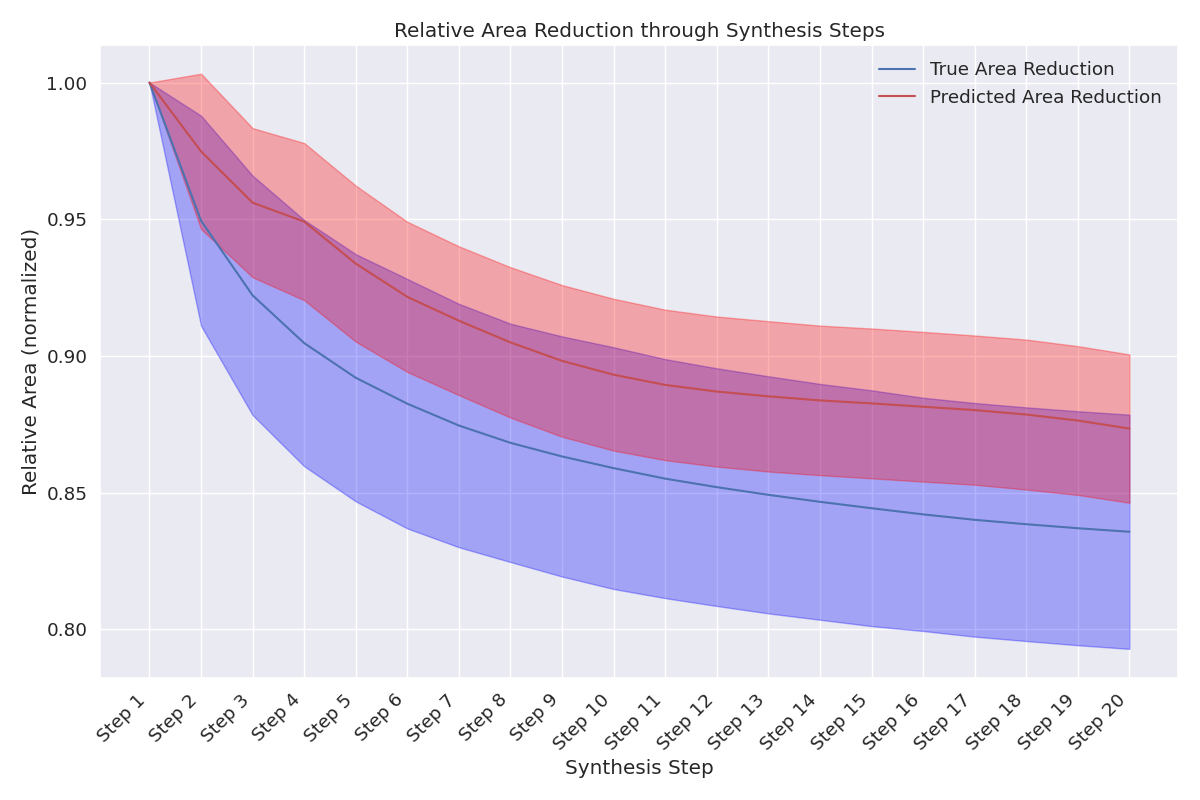 Relative Area Reduction through Synthesis Steps
True Area Reduction
Predicted Area Reduction
Relative Area (normalized)
1.00
0.95
0.90
0.85
0.80
Step 1
Step 2
Step 3
Step 4
Step 5
Step 6
Step 7
Step 8
Step 9
Step 10
Step 11
Step 12
Step 13
Step 14
Step 15
Step 16
Step 17
Step 18
Step 19
Step 20
Synthesis Step